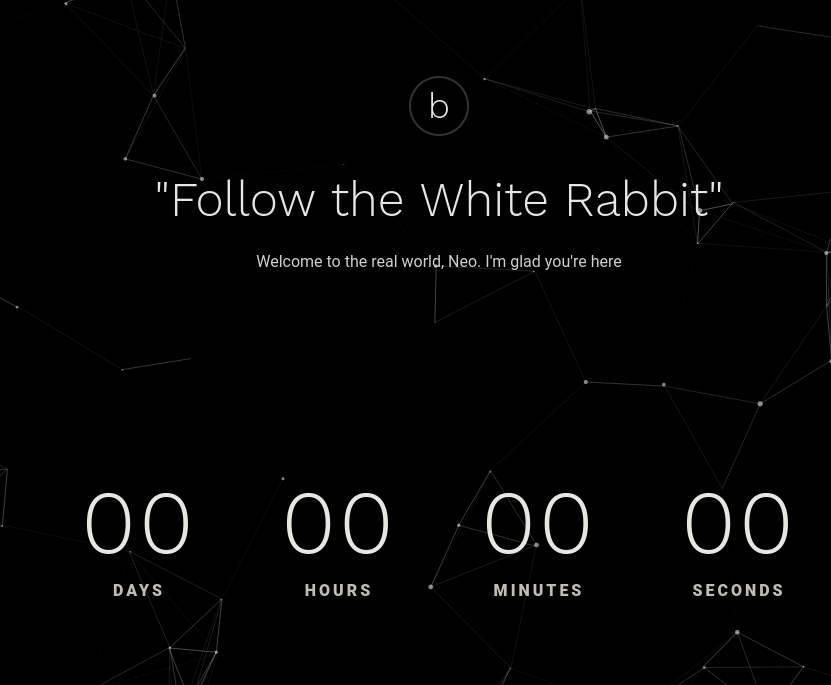 b
"Follow the White Rabbit"
Welcome to the real world, Neo. I'm glad you're here
00 00 00 00
DAYS HOURS MINUTES SECONDS